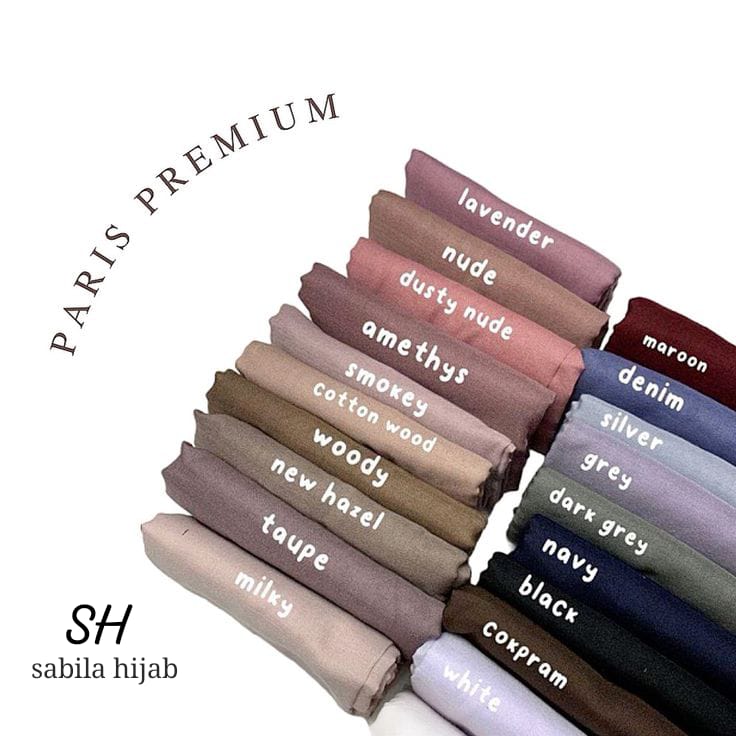 PARIS PREMIUM
lavender
nude
dusty nude
amethys
smokey
cotton wood
woody
new hazel
taupe
milky
maroon
denim
silver
grey
dark grey
navy
black
cokpram
white
SH
sabila hijab